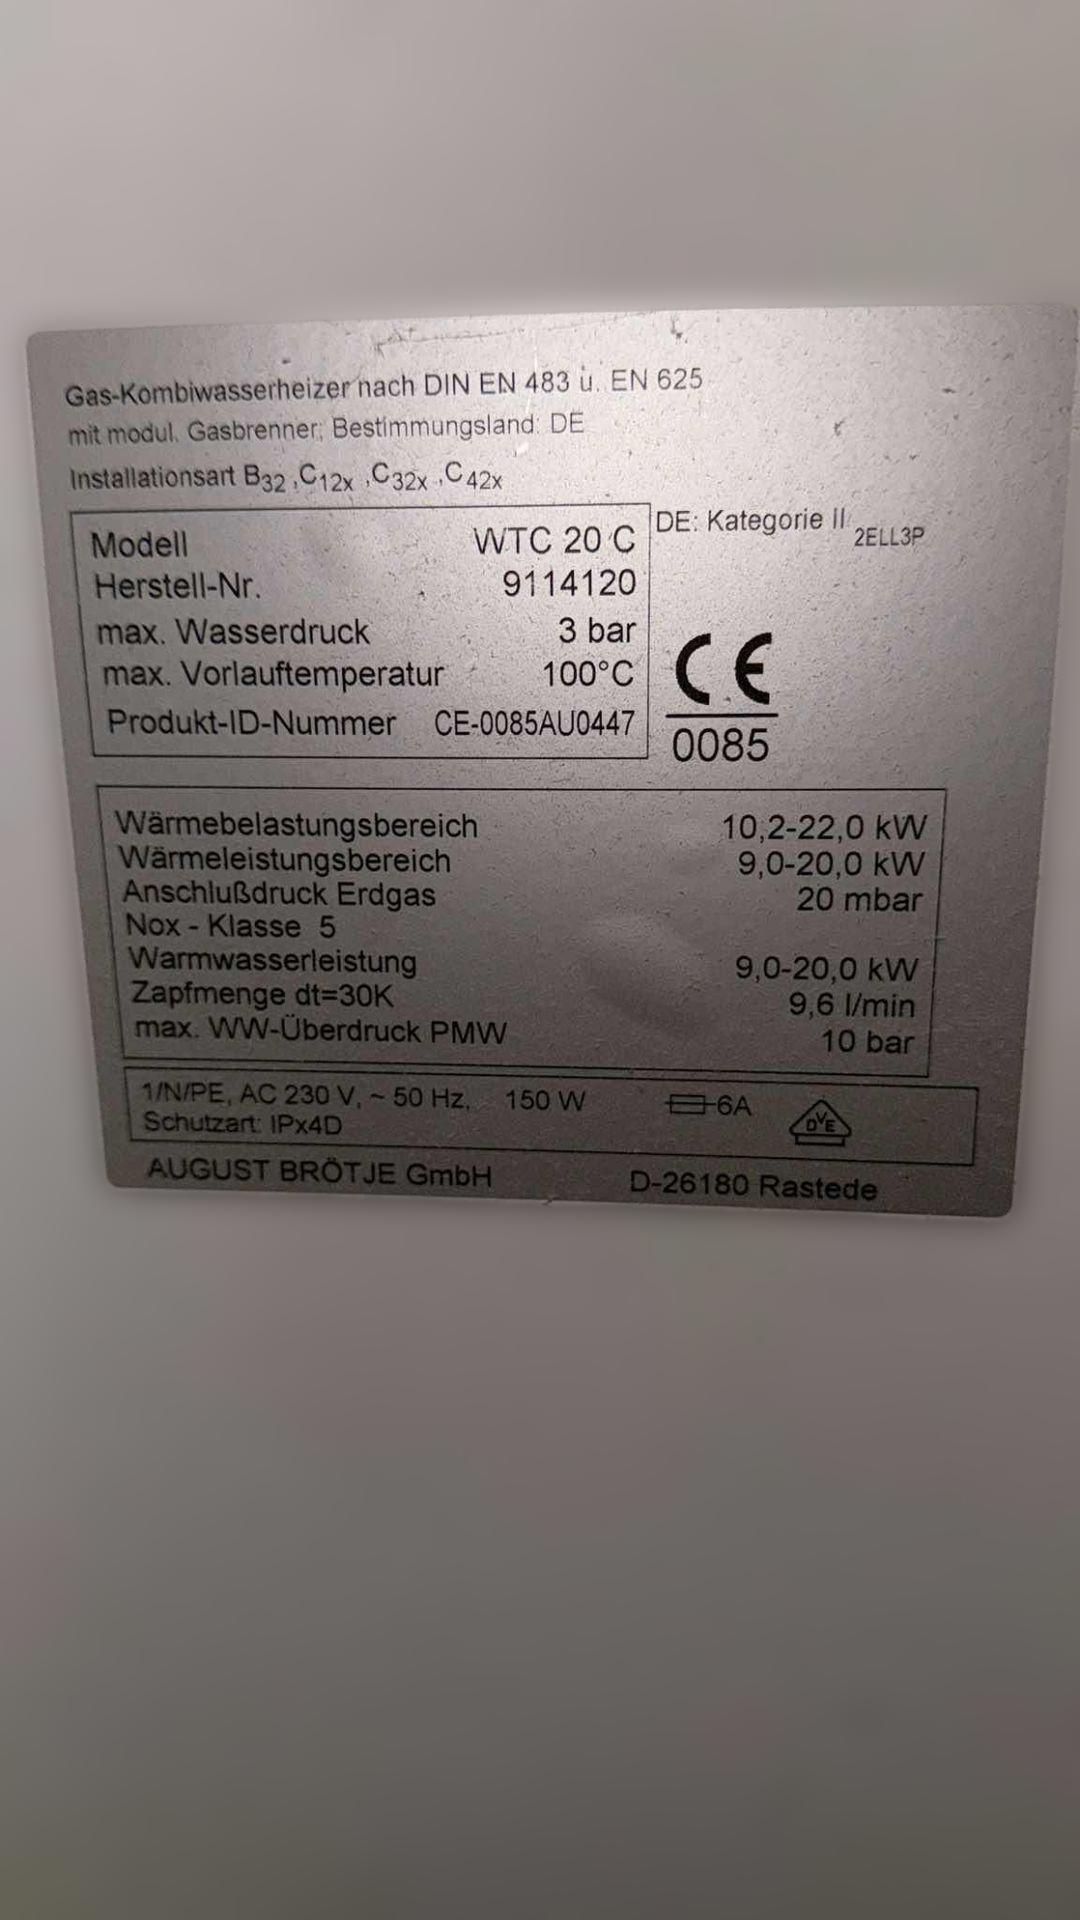 Gas-Kombiwasserheizer nach DIN EN 483 u. EN 625
mit modul. Gasbrenner; Bestimmungsland: DE
Installationsart B32 ,C12x ,C32x ,C42x
DE: Kategorie II 2ELL3P
Modell WTC 20 C
Herstell-Nr. 9114120
max. Wasserdruck 3 bar
max. Vorlauftemperatur 100°C
Produkt-ID-Nummer CE-0085AU0447
CE
0085
Wärmebelastungsbereich 10,2-22,0 kW
Wärmeleistungsbereich 9,0-20,0 kW
Anschlußdruck Erdgas 20 mbar
Nox - Klasse 5
Warmwasserleistung 9,0-20,0 kW
Zapfmenge dt=30K 9,6 l/min
max. WW-Überdruck PMW 10 bar
1/N/PE, AC 230 V, ~ 50 Hz, 150 W 6A
DVE
Schutzart: IPx4D
AUGUST BRÖTJE GmbH D-26180 Rastede